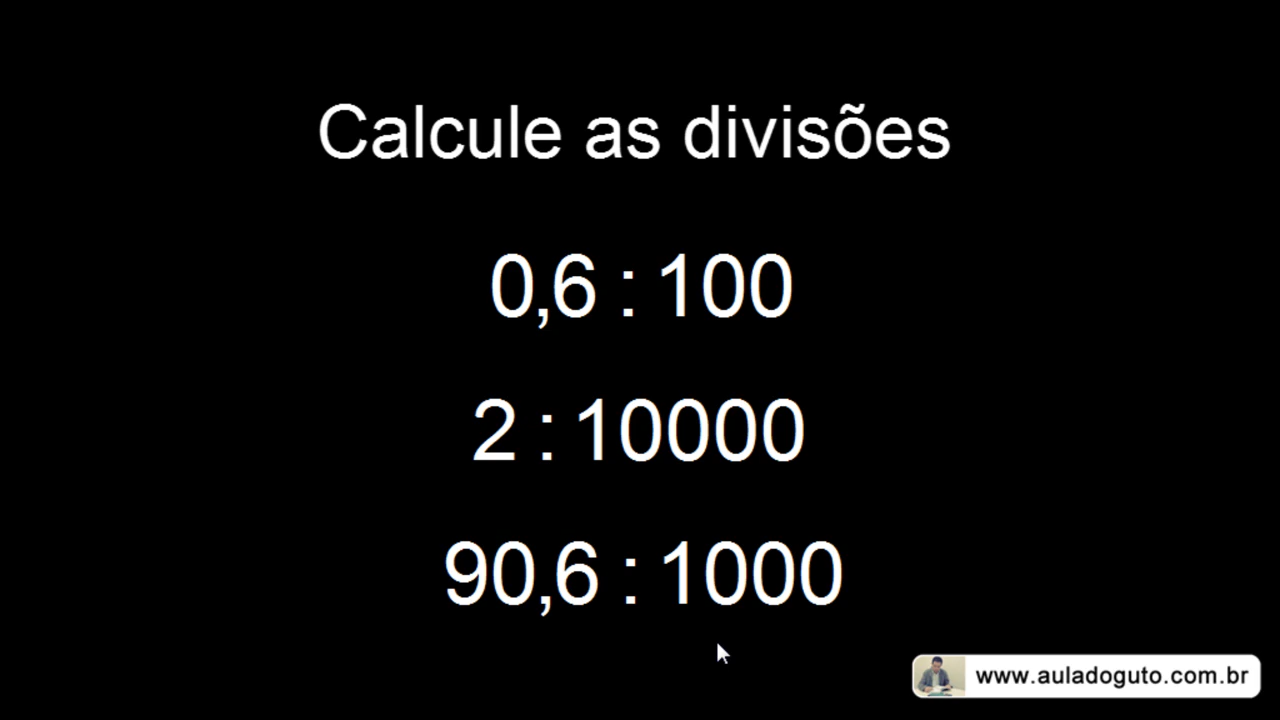 Calcule as divisões
0,6 : 100
2 : 10000
90,6 : 1000
www.auladoguto.com.br